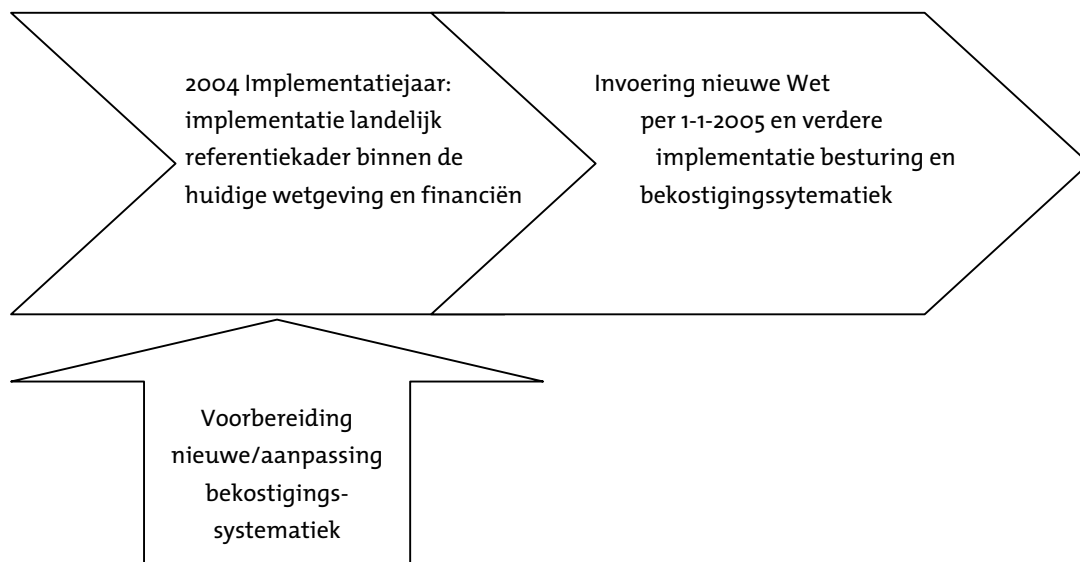 2004 Implementatiejaar:
implementatie landelijk
referentiekader binnen de
huidige wetgeving en financiën
Invoering nieuwe Wet
per 1-1-2005 en verdere
implementatie besturing en
bekostigingssytematiek
Voorbereiding
nieuwe/aanpassing
bekostigings-
systematiek